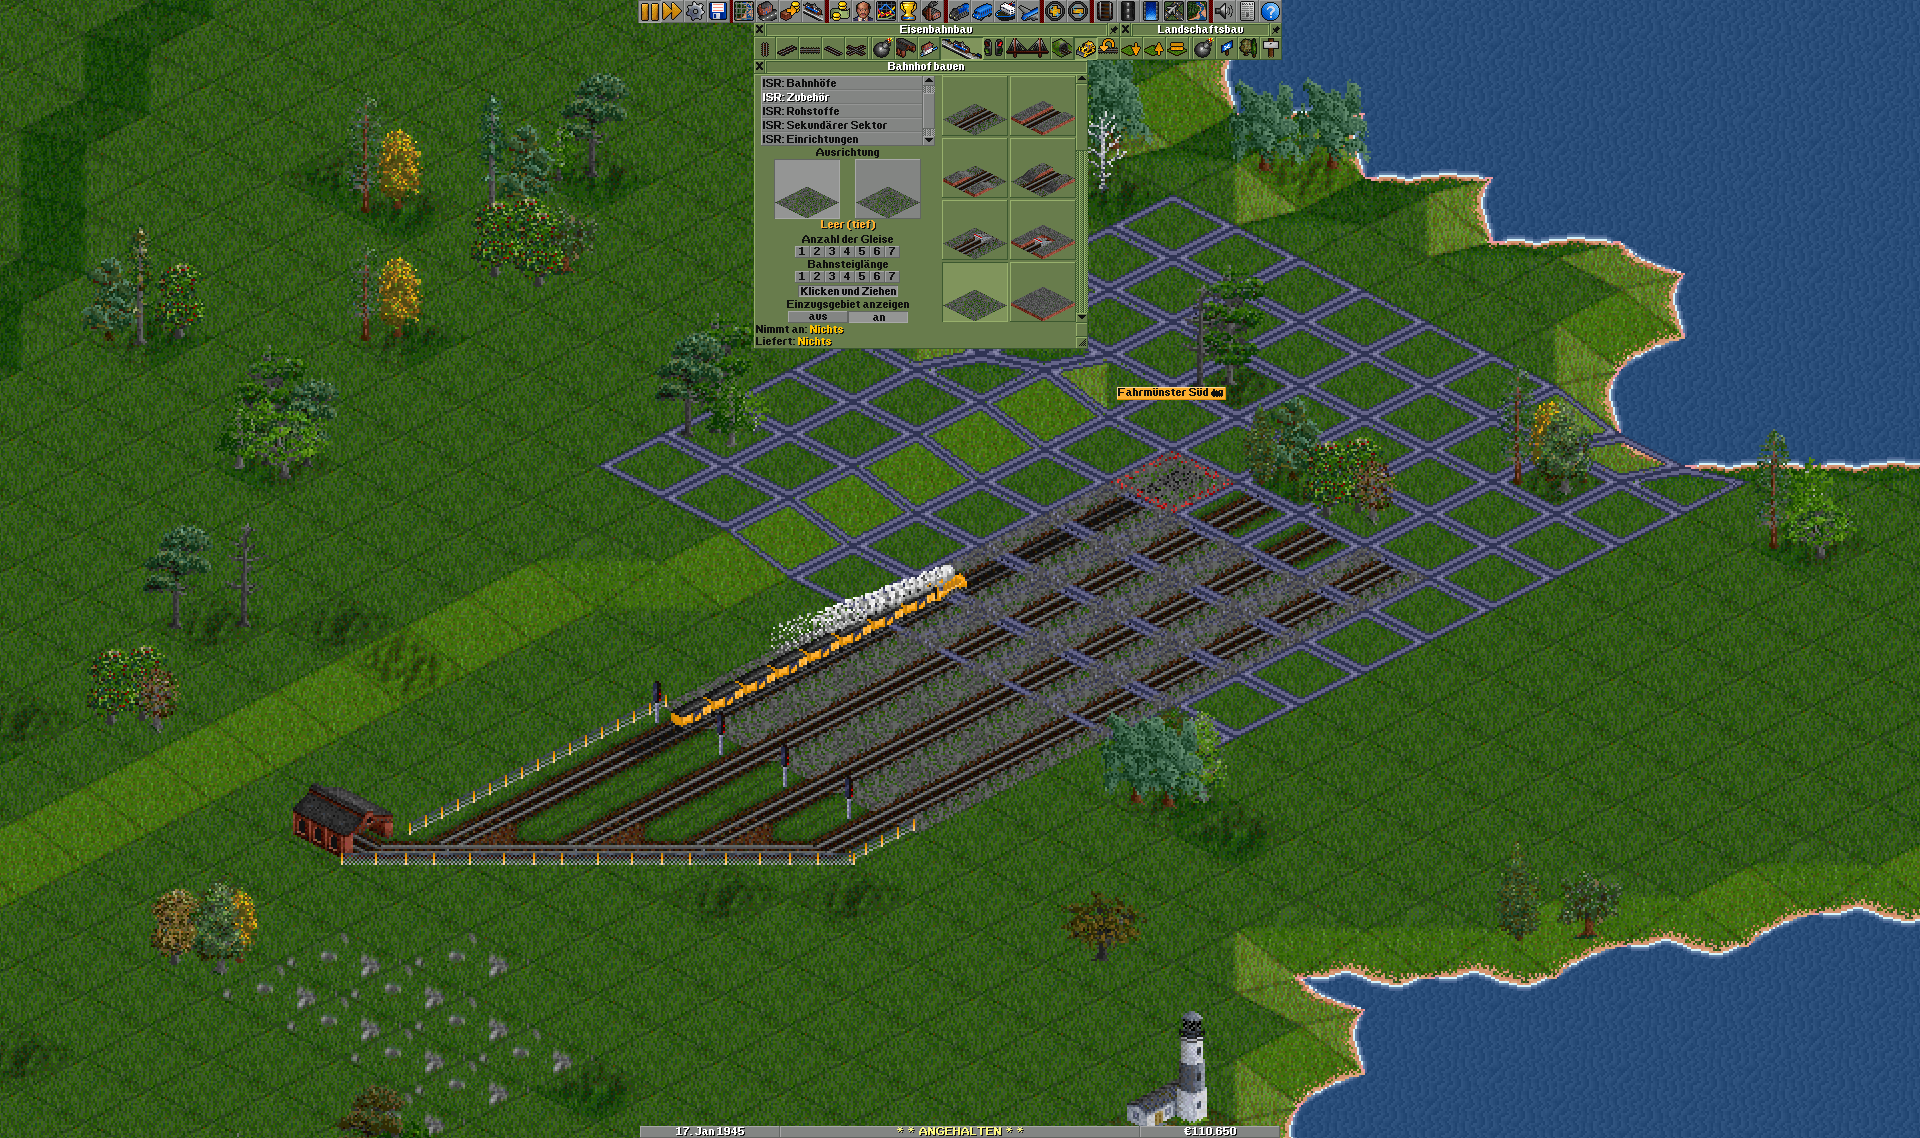 Eisenbahnbau
Landschaftsbau
Bahnhof bauen
ISR: Bahnhöfe
ISR: Zubehör
ISR: Rohstoffe
ISR: Sekundärer Sektor
ISR: Einrichtungen
Ausrichtung
Leer (tief)
Anzahl der Gleise
1 2 3 4 5 6 7
Bahnsteiglänge
1 2 3 4 5 6 7
Klicken und Ziehen
Einzugsgebiet anzeigen
aus an
Nimmt an: Nichts
Liefert: Nichts
Fahrmünster Süd
17. Jan 1945
* * ANGEHALTEN * *
€110.650